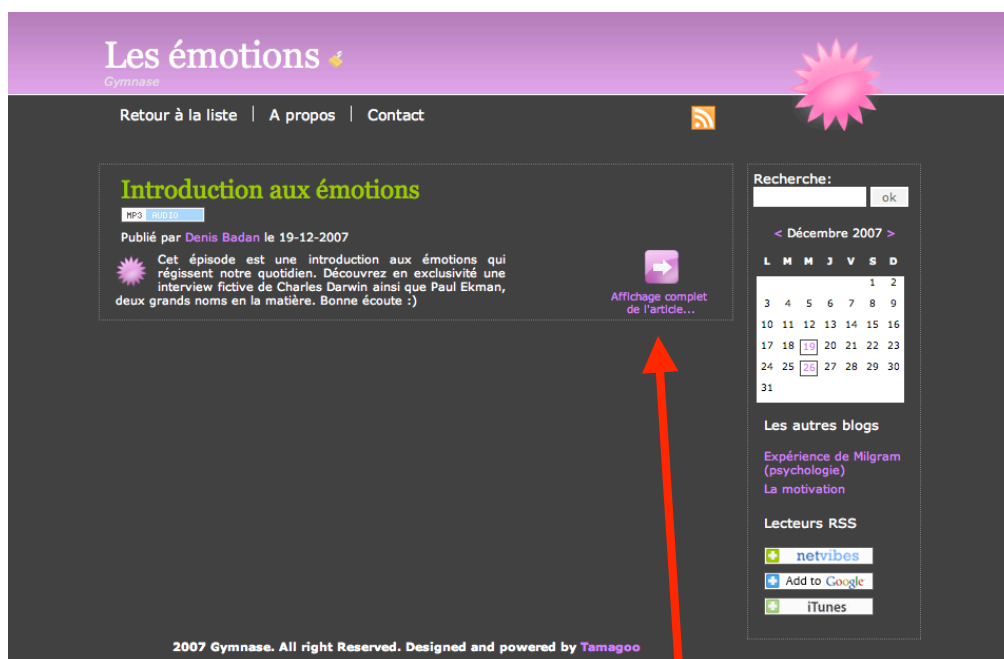 Les émotions
Gymnase
Retour à la liste | A propos | Contact
Introduction aux émotions
MP3 AUDIO
Publié par Denis Badan le 19-12-2007
Cet épisode est une introduction aux émotions qui
régissent notre quotidien. Découvrez en exclusivité une
interview fictive de Charles Darwin ainsi que Paul Ekman,
deux grands noms en la matière. Bonne écoute :)
Affichage complet
de l'article...
Recherche:
ok
< Décembre 2007 >
L M M J V S D
1 2
3 4 5 6 7 8 9
10 11 12 13 14 15 16
17 18 19 20 21 22 23
24 25 26 27 28 29 30
31
Les autres blogs
Expérience de Milgram
(psychologie)
La motivation
Lecteurs RSS
netvibes
Add to Google
iTunes
2007 Gymnase. All right Reserved. Designed and powered by Tamagoo